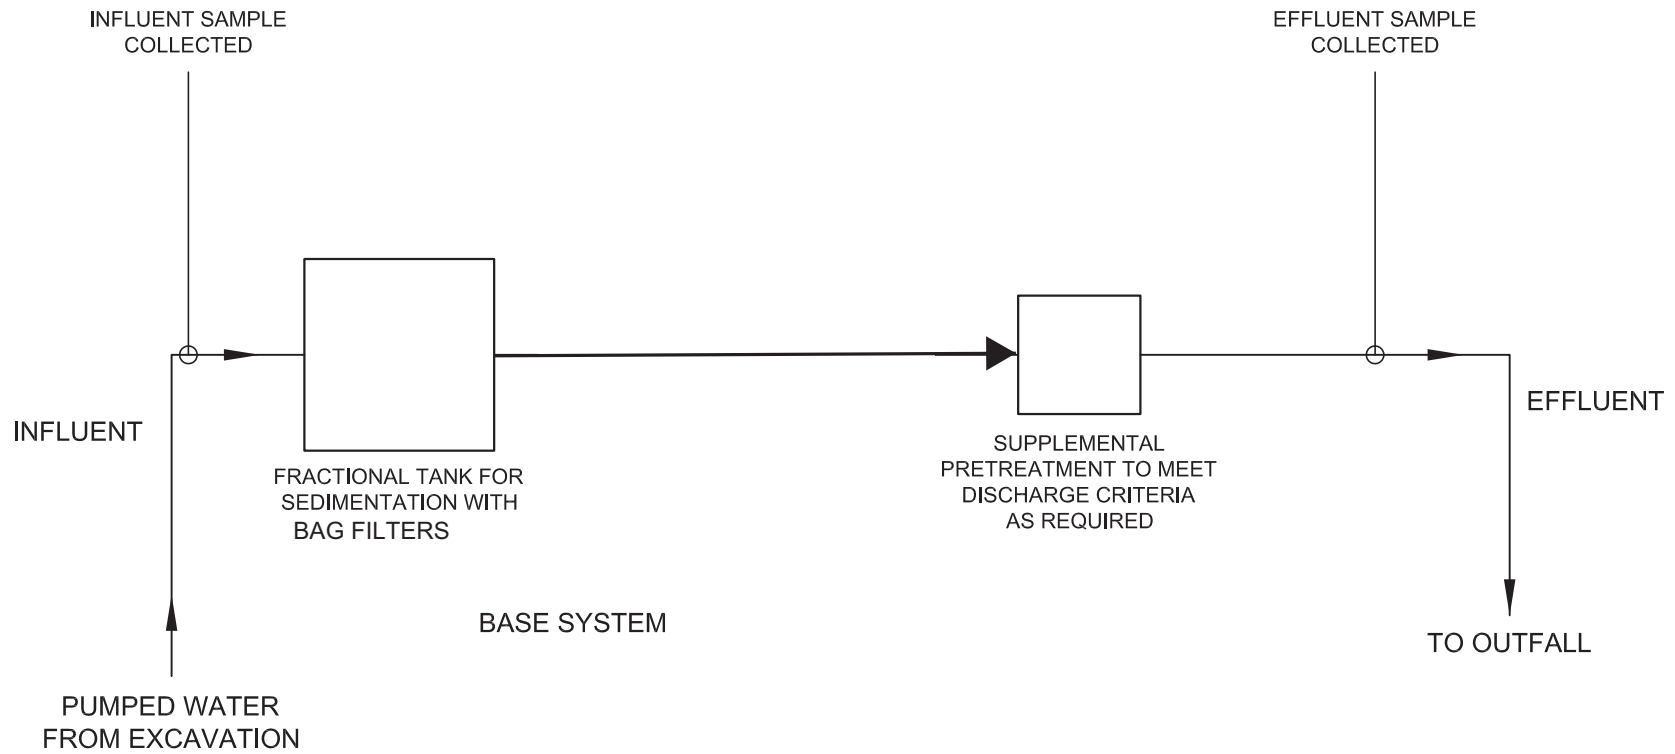 INFLUENT SAMPLE
COLLECTED
EFFLUENT SAMPLE
COLLECTED
INFLUENT
EFFLUENT
FRACTIONAL TANK FOR
SEDIMENTATION WITH
BAG FILTERS
SUPPLEMENTAL
PRETREATMENT TO MEET
DISCHARGE CRITERIA
AS REQUIRED
BASE SYSTEM
TO OUTFALL
PUMPED WATER
FROM EXCAVATION